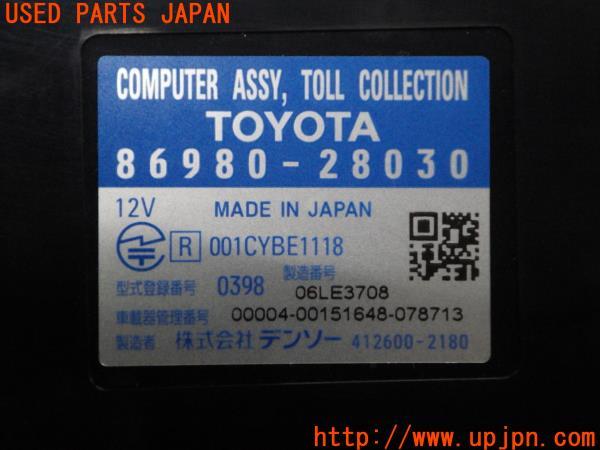 USED PARTS JAPAN
COMPUTER ASSY, TOLL COLLECTION
TOYOTA
86980-28030
12V MADE IN JAPAN
R 001CYBE1118
型式登録番号 0398 製造番号 06LE3708
車載器管理番号 00004-00151648-078713
製造者 株式会社 デンソー 412600-2180
http://www.upjpn.com/